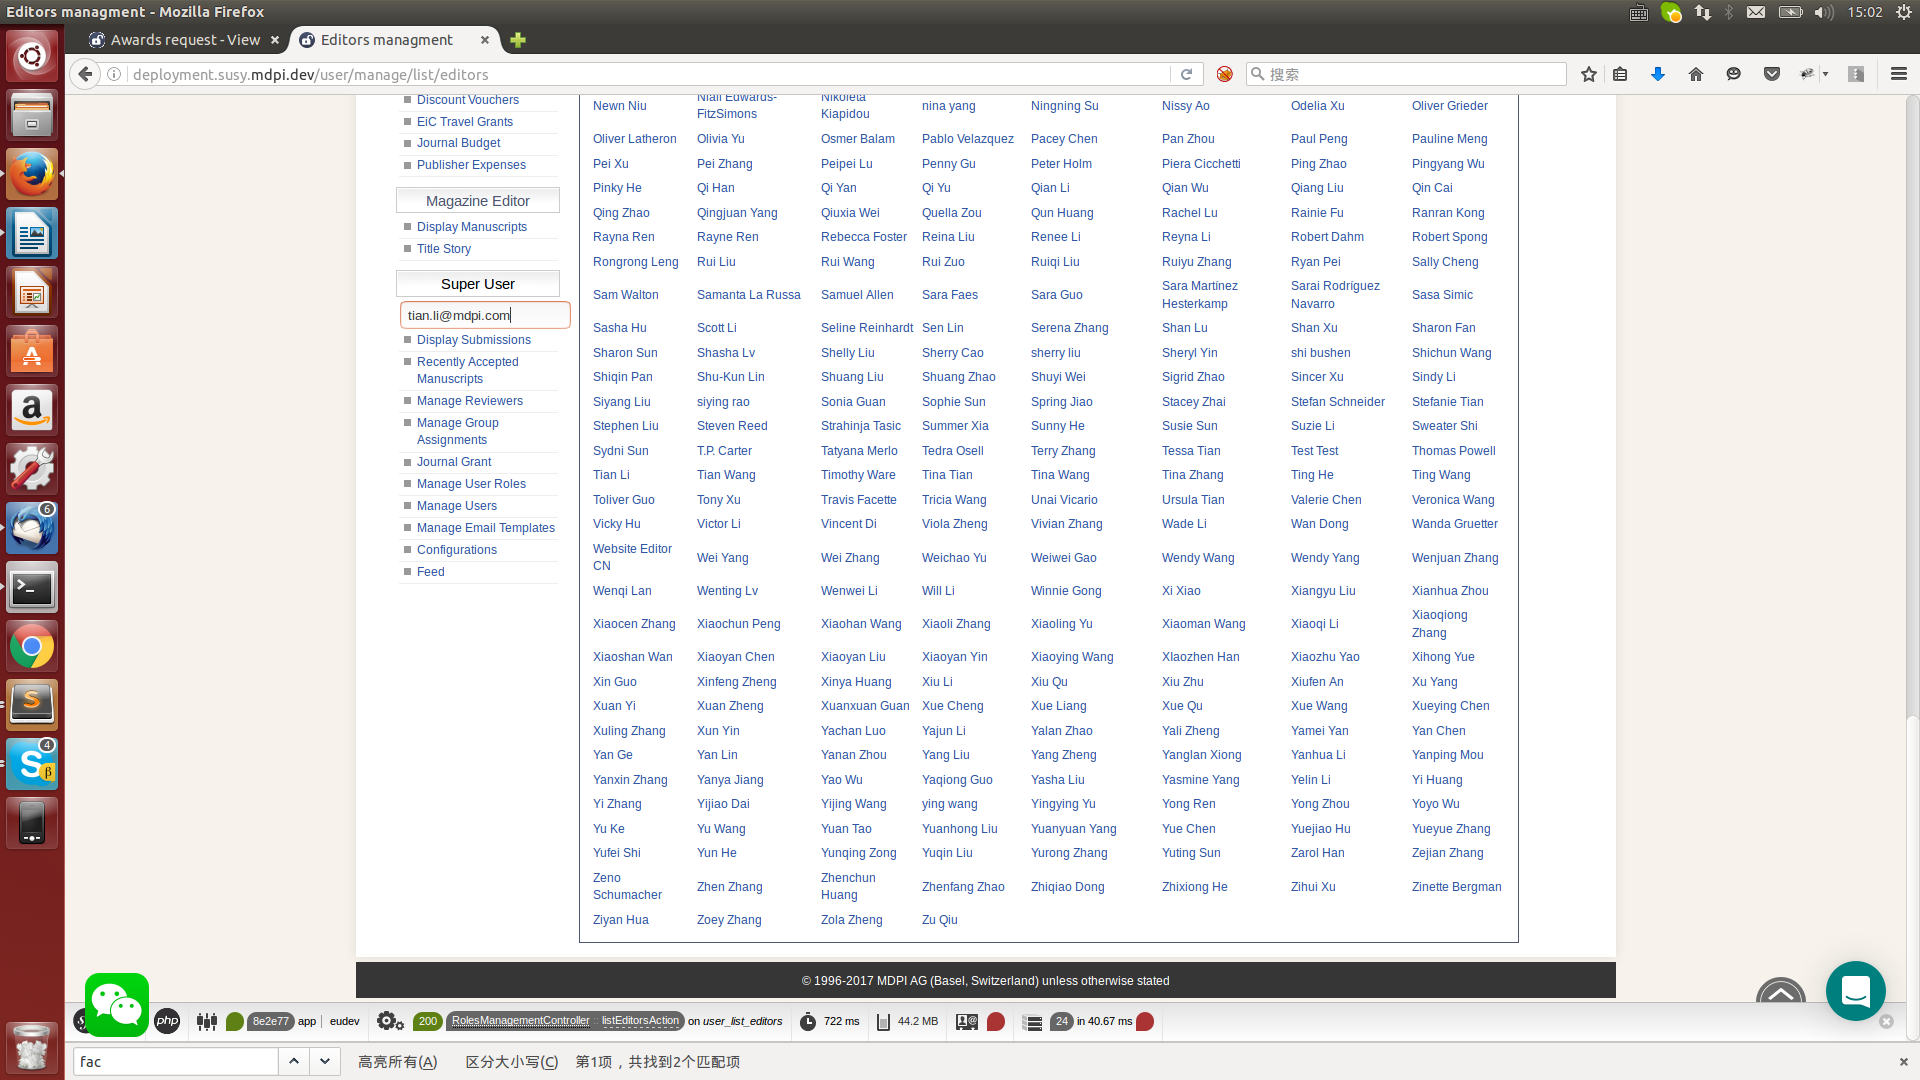 Editors managment - Mozilla Firefox
15:02
Awards request - View
Editors managment
deployment.susy.mdpi.dev/user/manage/list/editors
搜索
Discount Vouchers
EiC Travel Grants
Journal Budget
Publisher Expenses
Magazine Editor
Display Manuscripts
Title Story
Super User
tian.li@mdpi.com
Display Submissions
Recently Accepted
Manuscripts
Manage Reviewers
Manage Group
Assignments
Journal Grant
Manage User Roles
Manage Users
Manage Email Templates
Configurations
Feed
Newn Niu Niall Edwards-FitzSimons Nikoleta Kiapidou nina yang Ningning Su Nissy Ao Odelia Xu Oliver Grieder
Oliver Latheron Olivia Yu Osmer Balam Pablo Velazquez Pacey Chen Pan Zhou Paul Peng Pauline Meng
Pei Xu Pei Zhang Peipei Lu Penny Gu Peter Holm Piera Cicchetti Ping Zhao Pingyang Wu
Pinky He Qi Han Qi Yan Qi Yu Qian Li Qian Wu Qiang Liu Qin Cai
Qing Zhao Qingjuan Yang Qiuxia Wei Quella Zou Qun Huang Rachel Lu Rainie Fu Ranran Kong
Rayna Ren Rayne Ren Rebecca Foster Reina Liu Renee Li Reyna Li Robert Dahm Robert Spong
Rongrong Leng Rui Liu Rui Wang Rui Zuo Ruiqi Liu Ruiyu Zhang Ryan Pei Sally Cheng
Sam Walton Samanta La Russa Samuel Allen Sara Faes Sara Guo Sara Martínez Hesterkamp Sarai Rodríguez Navarro Sasa Simic
Sasha Hu Scott Li Seline Reinhardt Sen Lin Serena Zhang Shan Lu Shan Xu Sharon Fan
Sharon Sun Shasha Lv Shelly Liu Sherry Cao sherry liu Sheryl Yin shi bushen Shichun Wang
Shiqin Pan Shu-Kun Lin Shuang Liu Shuang Zhao Shuyi Wei Sigrid Zhao Sincer Xu Sindy Li
Siyang Liu siying rao Sonia Guan Sophie Sun Spring Jiao Stacey Zhai Stefan Schneider Stefanie Tian
Stephen Liu Steven Reed Strahinja Tasic Summer Xia Sunny He Susie Sun Suzie Li Sweater Shi
Sydni Sun T.P. Carter Tatyana Merlo Tedra Osell Terry Zhang Tessa Tian Test Test Thomas Powell
Tian Li Tian Wang Timothy Ware Tina Tian Tina Wang Tina Zhang Ting He Ting Wang
Toliver Guo Tony Xu Travis Facette Tricia Wang Unai Vicario Ursula Tian Valerie Chen Veronica Wang
Vicky Hu Victor Li Vincent Di Viola Zheng Vivian Zhang Wade Li Wan Dong Wanda Gruetter
Website Editor CN Wei Yang Wei Zhang Weichao Yu Weiwei Gao Wendy Wang Wendy Yang Wenjuan Zhang
Wenqi Lan Wenting Lv Wenwei Li Will Li Winnie Gong Xi Xiao Xiangyu Liu Xianhua Zhou
Xiaocen Zhang Xiaochun Peng Xiaohan Wang Xiaoli Zhang Xiaoling Yu Xiaoman Wang Xiaoqi Li Xiaoqiong Zhang
Xiaoshan Wan Xiaoyan Chen Xiaoyan Liu Xiaoyan Yin Xiaoying Wang XIaozhen Han Xiaozhu Yao Xihong Yue
Xin Guo Xinfeng Zheng Xinya Huang Xiu Li Xiu Qu Xiu Zhu Xiufen An Xu Yang
Xuan Yi Xuan Zheng Xuanxuan Guan Xue Cheng Xue Liang Xue Qu Xue Wang Xueying Chen
Xuling Zhang Xun Yin Yachan Luo Yajun Li Yalan Zhao Yali Zheng Yamei Yan Yan Chen
Yan Ge Yan Lin Yanan Zhou Yang Liu Yang Zheng Yanglan Xiong Yanhua Li Yanping Mou
Yanxin Zhang Yanya Jiang Yao Wu Yaqiong Guo Yasha Liu Yasmine Yang Yelin Li Yi Huang
Yi Zhang Yijiao Dai Yijing Wang ying wang Yingying Yu Yong Ren Yong Zhou Yoyo Wu
Yu Ke Yu Wang Yuan Tao Yuanhong Liu Yuanyuan Yang Yue Chen Yuejiao Hu Yueyue Zhang
Yufei Shi Yun He Yunqing Zong Yuqin Liu Yurong Zhang Yuting Sun Zarol Han Zejian Zhang
Zeno Schumacher Zhen Zhang Zhenchun Huang Zhenfang Zhao Zhiqiao Dong Zhixiong He Zihui Xu Zinette Bergman
Ziyan Hua Zoey Zhang Zola Zheng Zu Qiu
© 1996-2017 MDPI AG (Basel, Switzerland) unless otherwise stated
php 8e2e77 app eudev 200 RolesManagementController :: listEditorsAction on user_list_editors 722 ms 44.2 MB 24 in 40.67 ms
fac 高亮所有(A) 区分大小写(C) 第1项，共找到2个匹配项
6
4